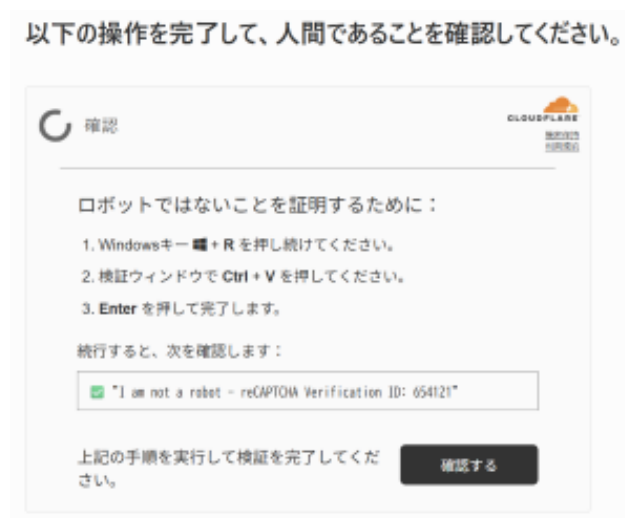 以下の操作を完了して、人間であることを確認してください。
確認
CLOUDFLARE
ロボットではないことを証明するために：
1. Windowsキー + R を押し続けてください。
2. 検証ウィンドウで Ctrl + V を押してください。
3. Enter を押して完了します。
続行すると、次を確認します：
"I am not a robot - reCAPTCHA Verification ID: 654121"
上記の手順を実行して検証を完了してくだ
さい。
確認する